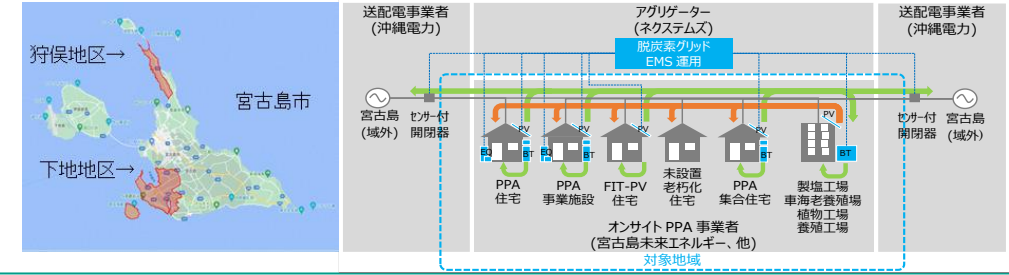 狩俣地区→
宮古島市
下地地区→
送配電事業者
(沖縄電力)
アグリゲーター
(ネクステムズ)
脱炭素グリッド
EMS 運用
送配電事業者
(沖縄電力)
宮古島
(域外)
センサー付
開閉器
PV
EQ
BT
PV
EQ
BT
PV
PV
BT
PV
BT
センサー付
開閉器
宮古島
(域外)
PPA
住宅
PPA
事業施設
FIT-PV
住宅
未設置
老朽化
住宅
PPA
集合住宅
製塩工場
車海老養殖場
植物工場
養殖工場
オンサイト PPA 事業者
(宮古島未来エネルギー、他)
対象地域